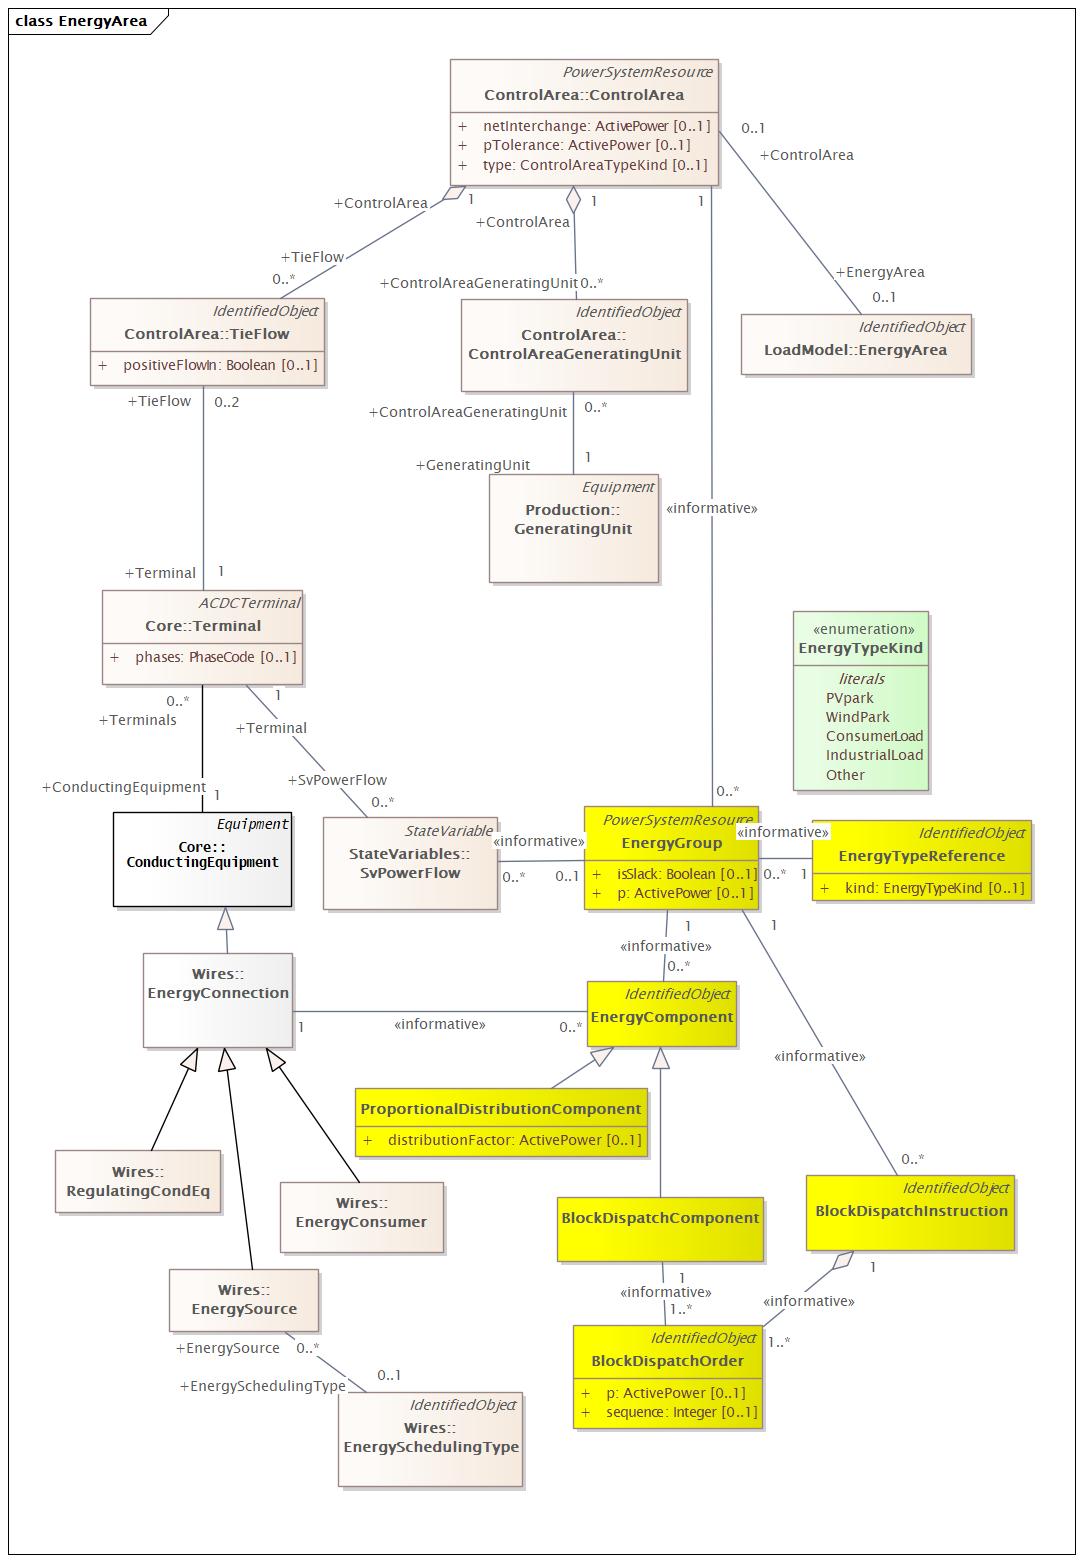 class EnergyArea
PowerSystemResource
ControlArea::ControlArea
+ netInterchange: ActivePower [0..1]
+ pTolerance: ActivePower [0..1]
+ type: ControlAreaTypeKind [0..1]
0..1
+ControlArea
+ControlArea
1
1
+ControlArea
1
+TieFlow
0..*
+ControlAreaGeneratingUnit
0..*
+EnergyArea
0..1
IdentifiedObject
ControlArea::TieFlow
+ positiveFlowIn: Boolean [0..1]
IdentifiedObject
ControlArea::
ControlAreaGeneratingUnit
IdentifiedObject
LoadModel::EnergyArea
+TieFlow
0..2
+ControlAreaGeneratingUnit
0..*
+GeneratingUnit
1
Equipment
Production::
GeneratingUnit
«informative»
+Terminal
1
ACDCTerminal
Core::Terminal
+ phases: PhaseCode [0..1]
«enumeration»
EnergyTypeKind
literals
PVpark
WindPark
ConsumerLoad
IndustrialLoad
Other
0..*
+Terminals
1
+Terminal
+ConductingEquipment
1
+SvPowerFlow
0..*
0..*
Equipment
Core::
ConductingEquipment
StateVariable
StateVariables::
SvPowerFlow
«informative»
0..*
0..1
PowerSystemResource
EnergyGroup
+ isSlack: Boolean [0..1]
+ p: ActivePower [0..1]
«informative»
0..*
1
IdentifiedObject
EnergyTypeReference
+ kind: EnergyTypeKind [0..1]
1
«informative»
0..*
1
Wires::
EnergyConnection
1
«informative»
0..*
IdentifiedObject
EnergyComponent
«informative»
ProportionalDistributionComponent
+ distributionFactor: ActivePower [0..1]
0..*
Wires::
RegulatingCondEq
Wires::
EnergyConsumer
BlockDispatchComponent
IdentifiedObject
BlockDispatchInstruction
Wires::
EnergySource
1
«informative»
1..*
1
«informative»
1..*
+EnergySource
0..*
+EnergySchedulingType
0..1
IdentifiedObject
BlockDispatchOrder
+ p: ActivePower [0..1]
+ sequence: Integer [0..1]
IdentifiedObject
Wires::
EnergySchedulingType